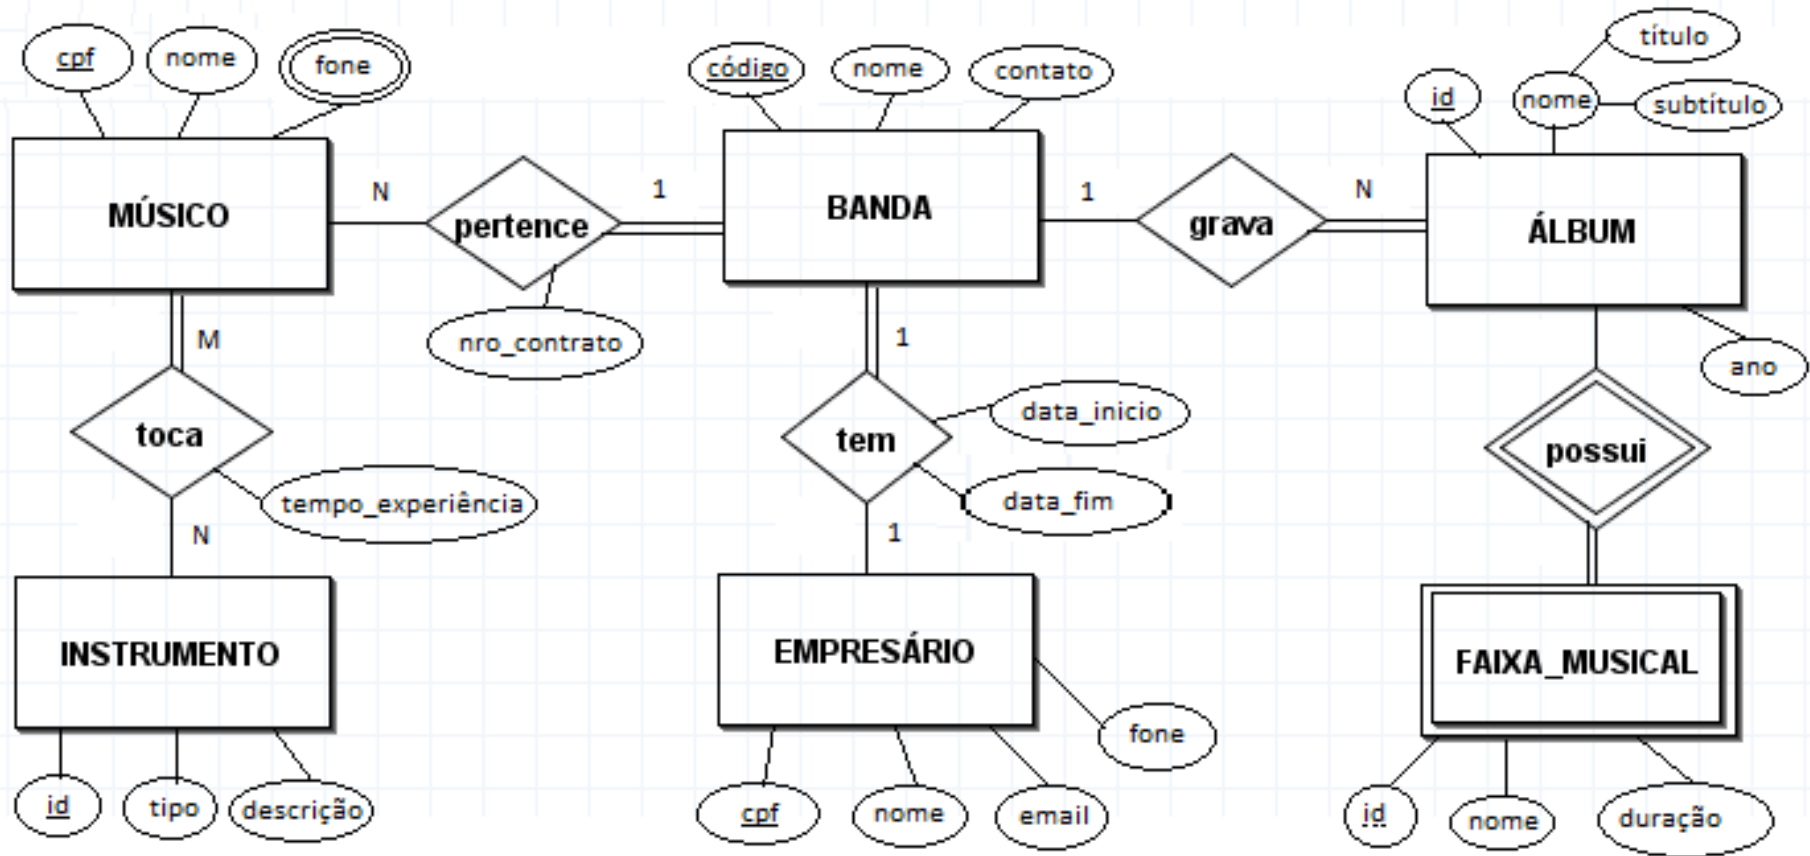 cpf nome fone
código nome contato
título
id nome subtítulo
MÚSICO N pertence 1 BANDA 1 grava N ÁLBUM
nro_contrato
M
1
ano
toca
tempo_experiência
N
tem
data_inicio
data_fim
1
possui
INSTRUMENTO
EMPRESÁRIO
FAIXA_MUSICAL
fone
id tipo descrição
cpf nome email
id nome duração